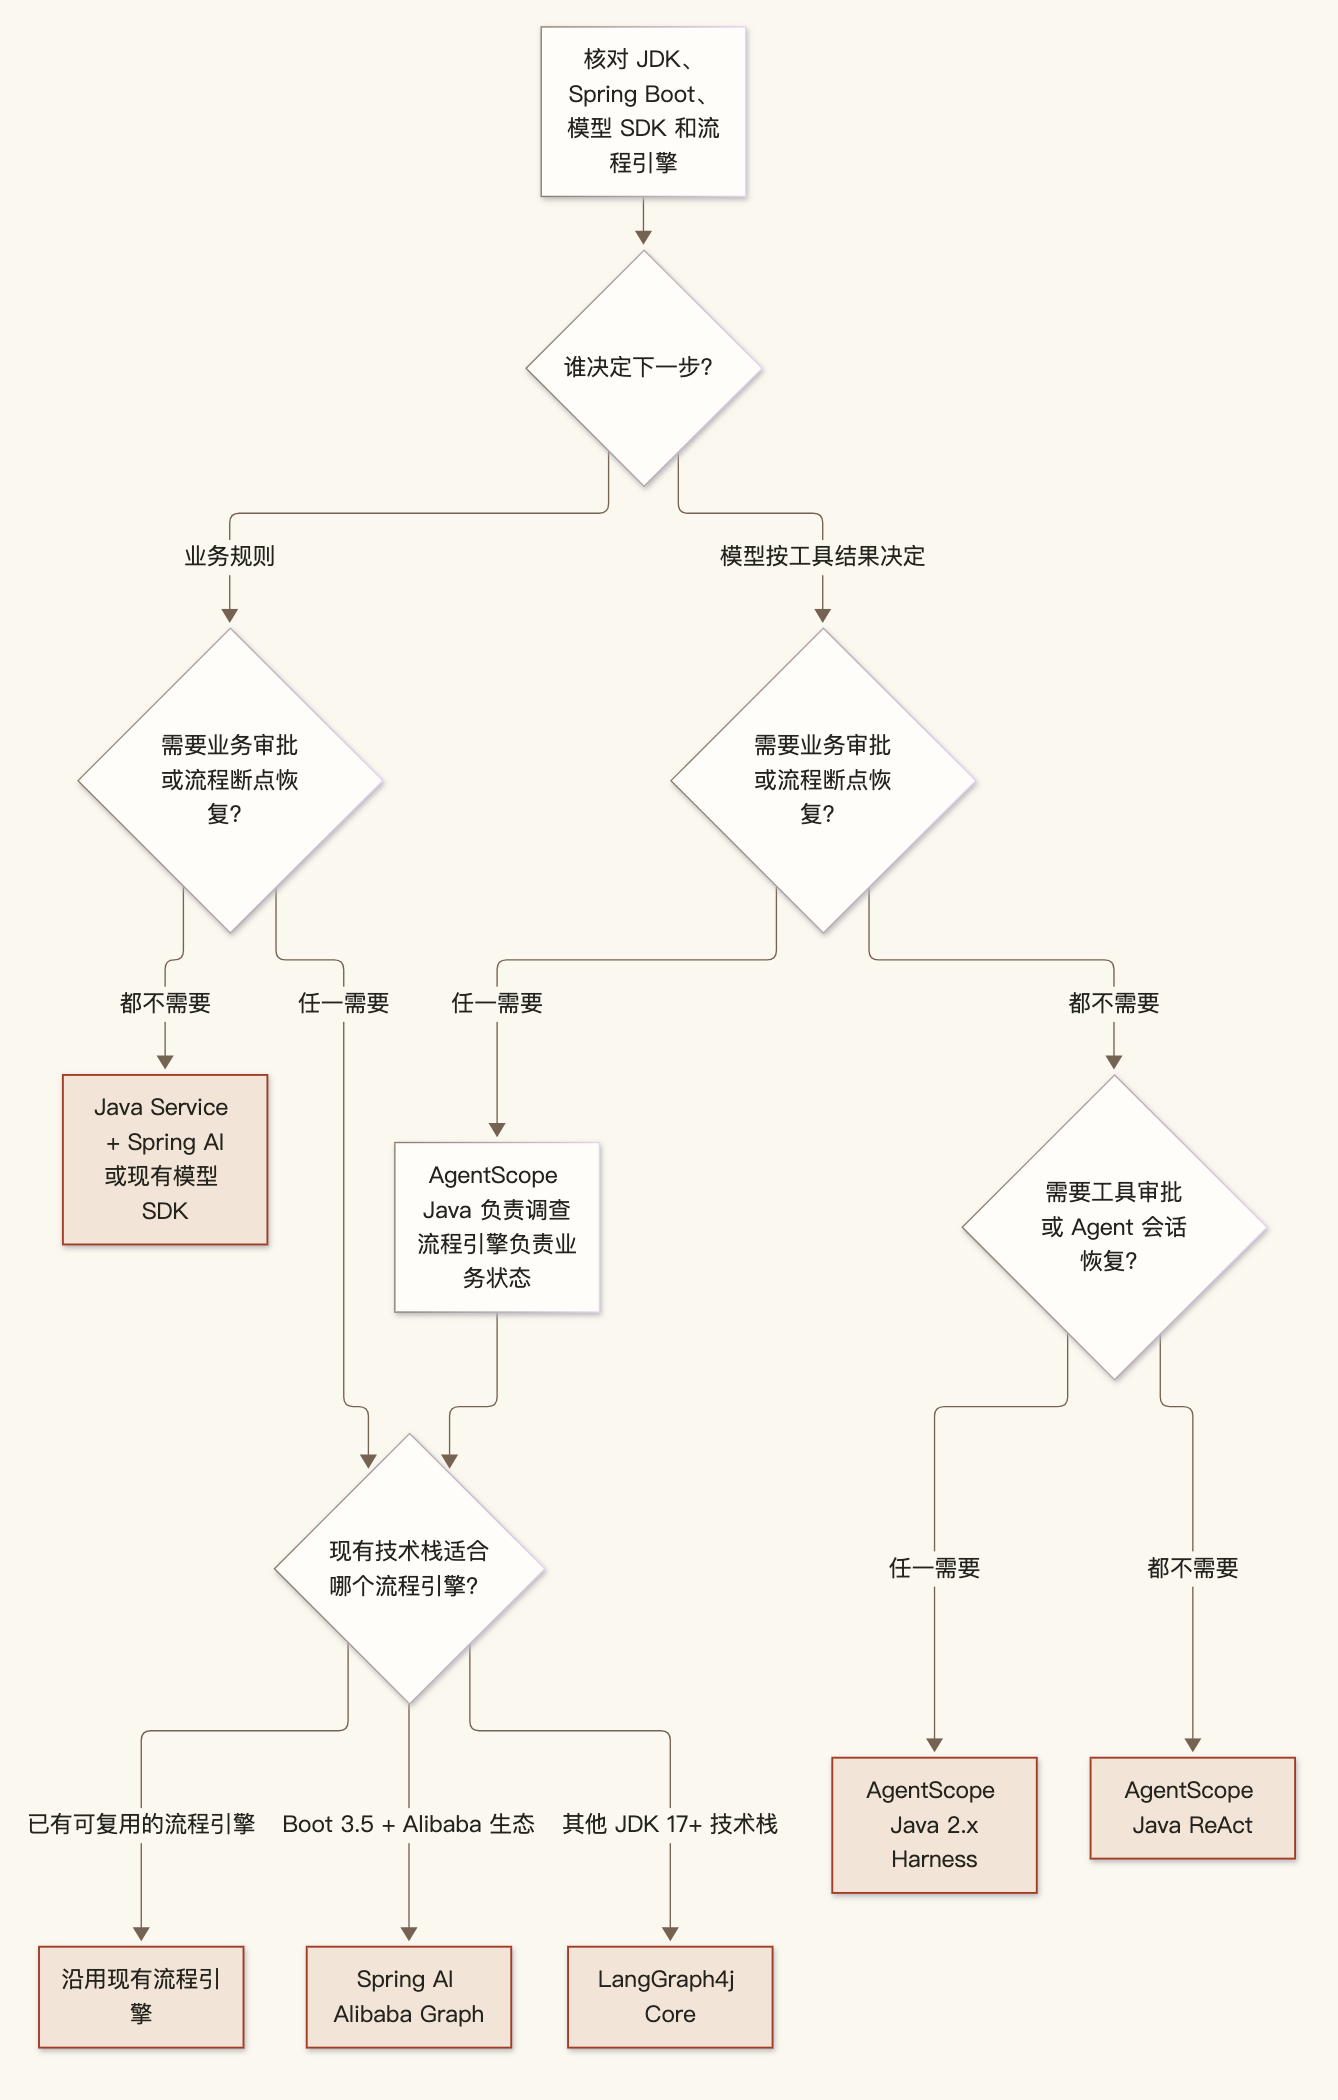 核对 JDK、
Spring Boot、
模型 SDK 和流
程引擎
谁决定下一步?
业务规则
模型按工具结果决定
需要业务审批
或流程断点恢
复?
需要业务审批
或流程断点恢
复?
都不需要
任一需要
任一需要
都不需要
Java Service
+ Spring AI
或现有模型
SDK
AgentScope
Java 负责调查
流程引擎负责业
务状态
需要工具审批
或 Agent 会话
恢复?
现有技术栈适合
哪个流程引擎?
任一需要
都不需要
已有可复用的流程引擎
Boot 3.5 + Alibaba 生态
其他 JDK 17+ 技术栈
AgentScope
Java 2.x
Harness
AgentScope
Java ReAct
沿用现有流程引
擎
Spring AI
Alibaba Graph
LangGraph4j
Core